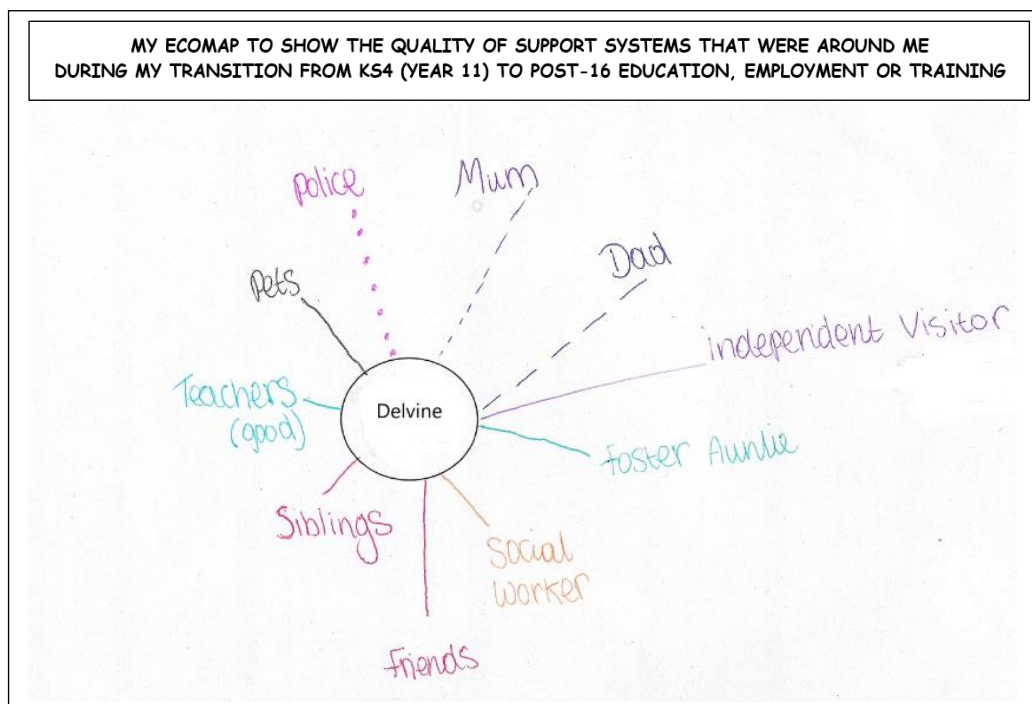 MY ECOMAP TO SHOW THE QUALITY OF SUPPORT SYSTEMS THAT WERE AROUND ME
DURING MY TRANSITION FROM KS4 (YEAR 11) TO POST-16 EDUCATION, EMPLOYMENT OR TRAINING
police
Mum
Dad
Pets
independent Visitor
Teachers
(good)
Delvine
foster Auntie
Siblings
Social
worker
friends